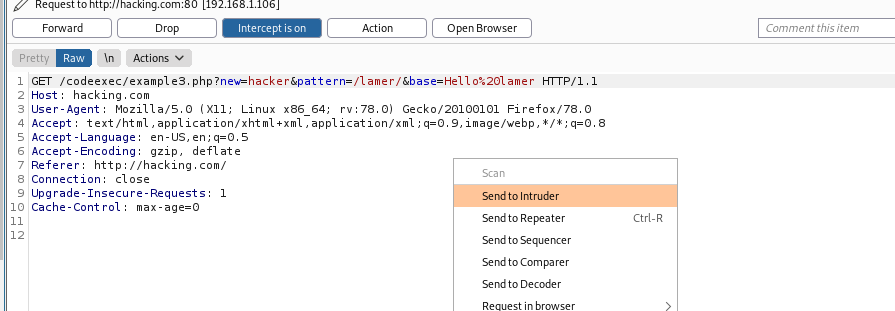 Request to http://hacking.com:80 [192.168.1.106]
Forward Drop Intercept is on Action Open Browser Comment this item
Pretty Raw \n Actions
1 GET /codeexec/example3.php?new=hacker&pattern=/lamer/&base=Hello%20lamer HTTP/1.1
2 Host: hacking.com
3 User-Agent: Mozilla/5.0 (X11; Linux x86_64; rv:78.0) Gecko/20100101 Firefox/78.0
4 Accept: text/html,application/xhtml+xml,application/xml;q=0.9,image/webp,*/*;q=0.8
5 Accept-Language: en-US,en;q=0.5
6 Accept-Encoding: gzip, deflate
7 Referer: http://hacking.com/
8 Connection: close
9 Upgrade-Insecure-Requests: 1
10 Cache-Control: max-age=0
11
12
Scan
Send to Intruder
Send to Repeater Ctrl-R
Send to Sequencer
Send to Comparer
Send to Decoder
Request in browser